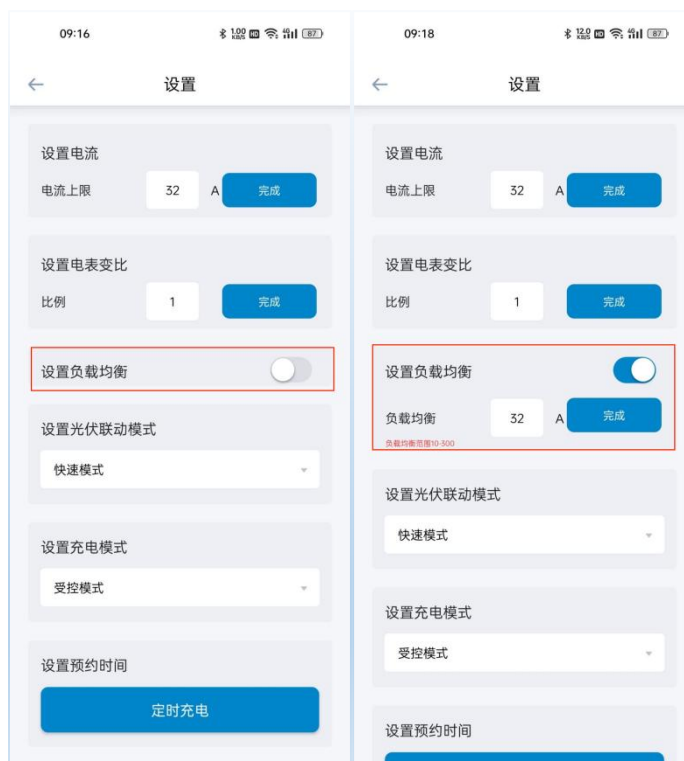 09:16
1.00 KB/S HD 4G 87
设置
设置电流
电流上限 32 A 完成
设置电表变比
比例 1 完成
设置负载均衡
设置光伏联动模式
快速模式
设置充电模式
受控模式
设置预约时间
定时充电
09:18
12.0 KB/S HD 4G 87
设置
设置电流
电流上限 32 A 完成
设置电表变比
比例 1 完成
设置负载均衡
负载均衡 32 A 完成
负载均衡范围10-300
设置光伏联动模式
快速模式
设置充电模式
受控模式
设置预约时间